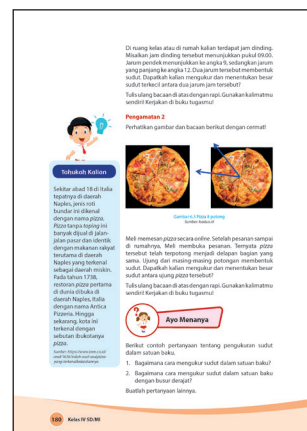 Di ruang kelas atau di rumah kalian terdapat jam dinding.
Misalkan jam dinding tersebut menunjukkan pukul 09.00.
Jarum pendek menunjukkan ke angka 9, sedangkan jarum
yang panjang ke angka 12. Dua jarum tersebut membentuk
sudut. Dapatkah kalian mengukur dan menentukan besar
sudut terkecil antara dua jarum jam tersebut?
Tulis ulang bacaan di atas dengan rapi. Gunakan kalimatmu
sendiri! Kerjakan di buku tugasmu!
Pengamatan 2
Perhatikan gambar dan bacaan berikut dengan cermat!
Gambar 6.3 Pizza 8 potong
Meli memesan pizza secara online. Setelah pesanan sampai
di rumahnya, Meli membuka pesanan. Ternyata pizza
tersebut telah terpotong menjadi delapan bagian yang
sama. Ujung dari masing-masing potongan membentuk
sudut. Dapatkah kalian mengukur dan menentukan besar
sudut antara ujung pizza tersebut?
Tulis ulang bacaan di atas dengan rapi. Gunakan kalimatmu
sendiri! Kerjakan di buku tugasmu!
Ayo Menanya
Berikut contoh pertanyaan tentang pengukuran sudut
dalam satuan baku.
1. Bagaimana cara mengukur sudut dalam satuan baku?
2. Bagaimana cara mengukur sudut dalam satuan baku
dengan busur derajat?
Buatlah pertanyaan lainnya.
Tahukah Kalian
Sekitar abad 18 di Italia
tepatnya di daerah
Naples, jenis roti
bundar ini dikenal
dengan nama pizza.
Pizza tanpa toping ini
banyak dijual di jalan-
jalan pasar dan identik
dengan makanan rakyat
terutama di daerah
Naples yang terkenal
sebagai daerah miskin.
Pada tahun 1738,
restoran pizza pertama
di dunia dibuka di
daerah Naples, Italia
dengan nama Antica
Pizzeria. Hingga
sekarang, kota ini
terkenal dengan
sebutan ibukotanya
pizza.
180 Kelas IV SD/MI